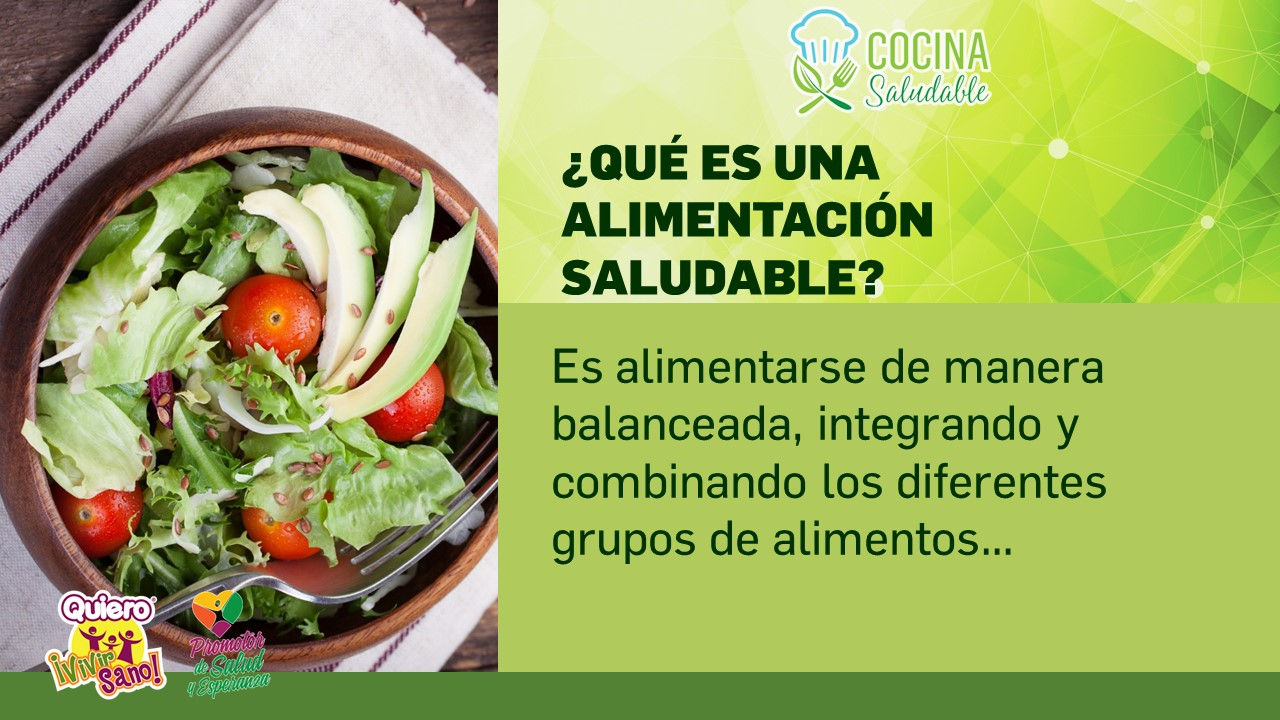 COCINA
Saludable
¿QUÉ ES UNA
ALIMENTACIÓN
SALUDABLE?
Es alimentarse de manera
balanceada, integrando y
combinando los diferentes
grupos de alimentos...
Quiero
¡Vivir
Sano!
Promotor
de Salud
y Esperanza